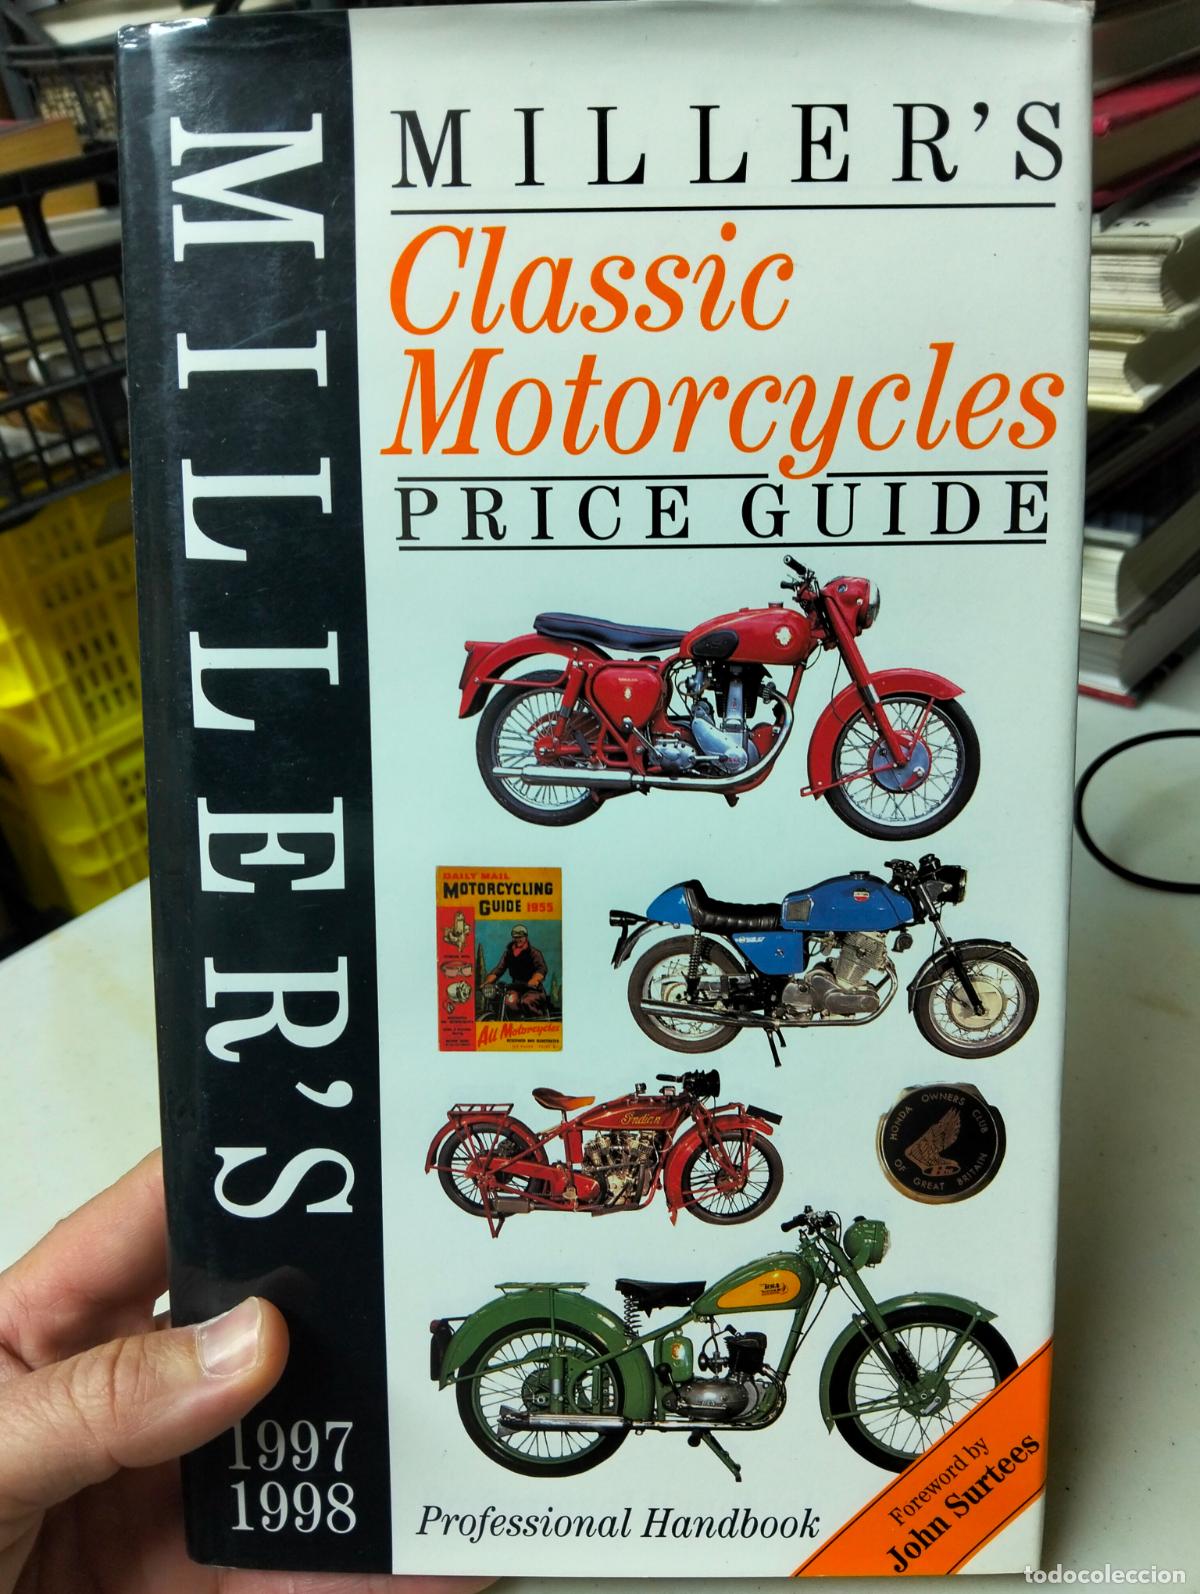 MILLER'S
1997
1998
MILLER'S
Classic
Motorcycles
PRICE GUIDE
DAILY MAIL
MOTORCYCLING
GUIDE 1955
All Motorcycles
Indian
HONDA OWNERS CLUB
OF GREAT BRITAIN
BSA
Professional Handbook
Foreword by
John Surtees
todocoleccion